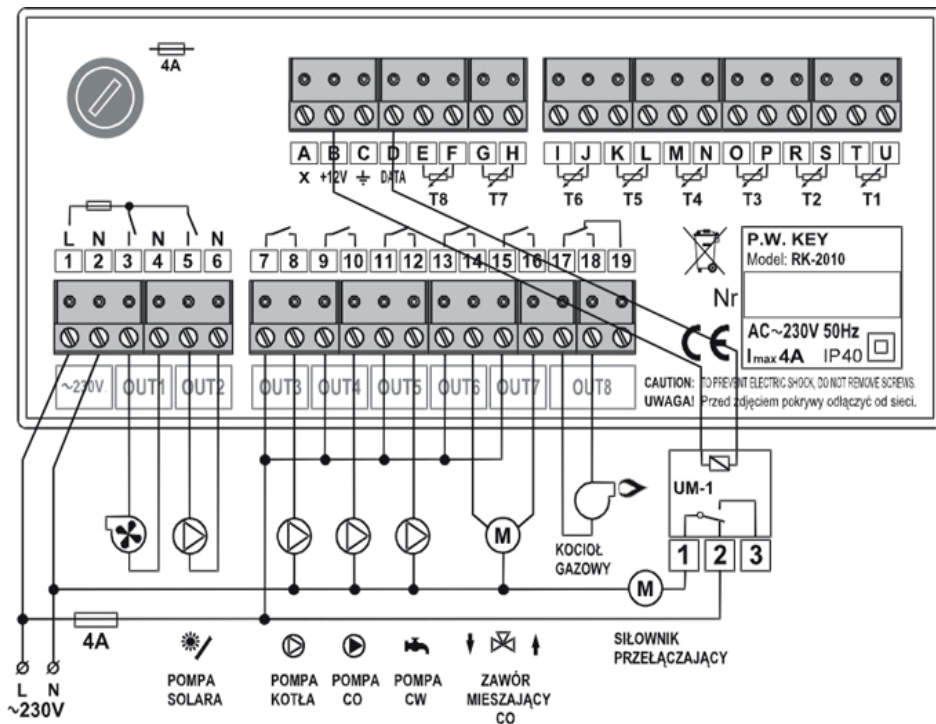 4A
A B C D E F G H I J K L M N O P R S T U
X +12V DATA T8 T7 T6 T5 T4 T3 T2 T1
L N I N I N
1 2 3 4 5 6 7 8 9 10 11 12 13 14 15 16 17 18 19
P.W. KEY
Model: RK-2010
Nr
AC~230V 50Hz
Imax 4A IP40
CE
~230V OUT1 OUT2 OUT3 OUT4 OUT5 OUT6 OUT7 OUT8
CAUTION: TO PREVENT ELECTRIC SHOCK, DO NOT REMOVE SCREWS.
UWAGA! Przed zdjęciem pokrywy odłączyć od sieci.
UM-1
1 2 3
M
KOCIOŁ
GAZOWY
M
4A
SIŁOWNIK
PRZEŁĄCZAJĄCY
L N
~230V
POMPA
SOLARA
POMPA
KOTŁA
POMPA
CO
POMPA
CW
ZAWÓR
MIESZAJĄCY
CO